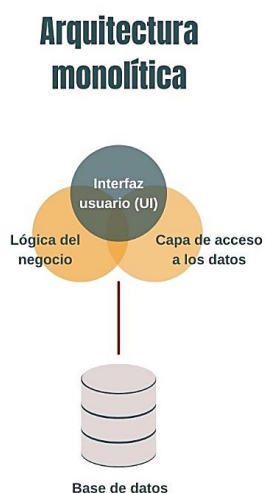 Arquitectura
monolítica
Interfaz
usuario (UI)
Lógica del
negocio
Capa de acceso
a los datos
Base de datos